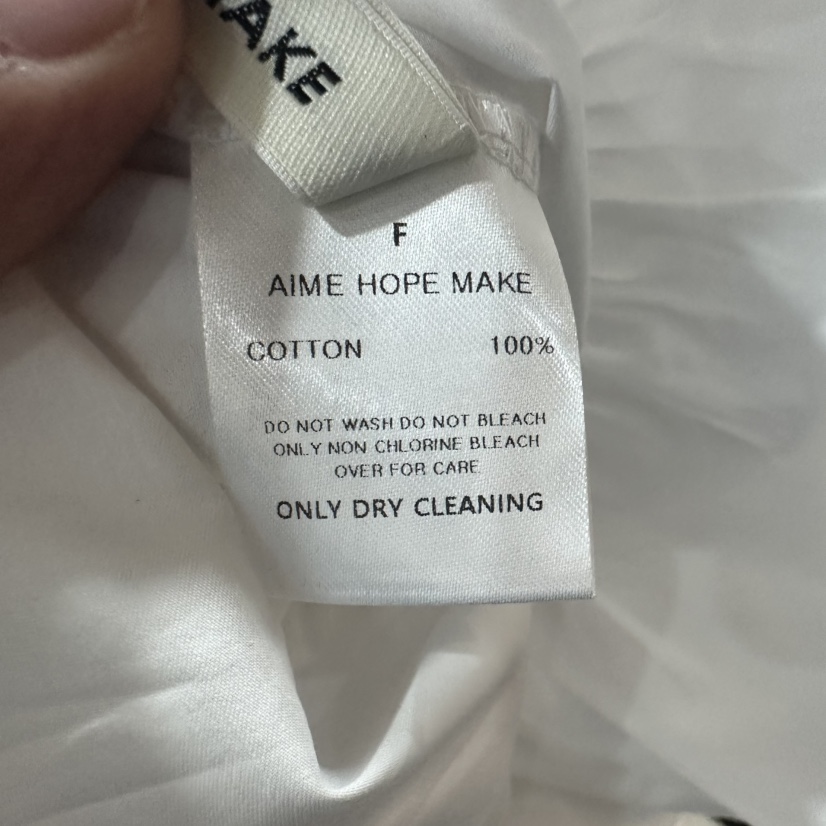 MAKE
F
AIME HOPE MAKE
COTTON 100%
DO NOT WASH DO NOT BLEACH
ONLY NON CHLORINE BLEACH
OVER FOR CARE
ONLY DRY CLEANING